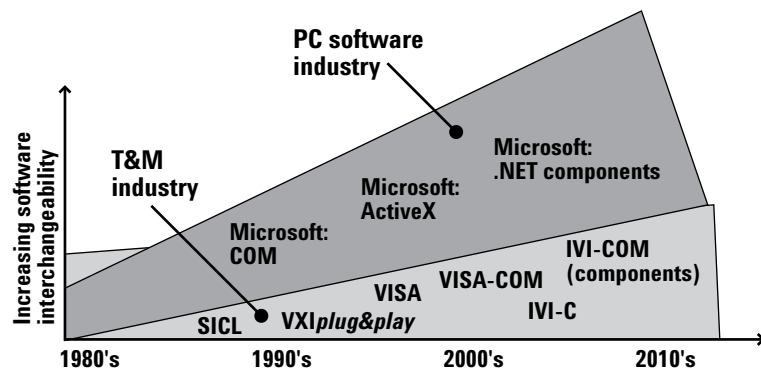 PC software
industry
T&M
industry
Increasing software
interchangeability
Microsoft:
.NET components
Microsoft:
ActiveX
Microsoft:
COM
IVI-COM
(components)
VISA-COM
VISA
IVI-C
VXIplug&play
SICL
1980's 1990's 2000's 2010's